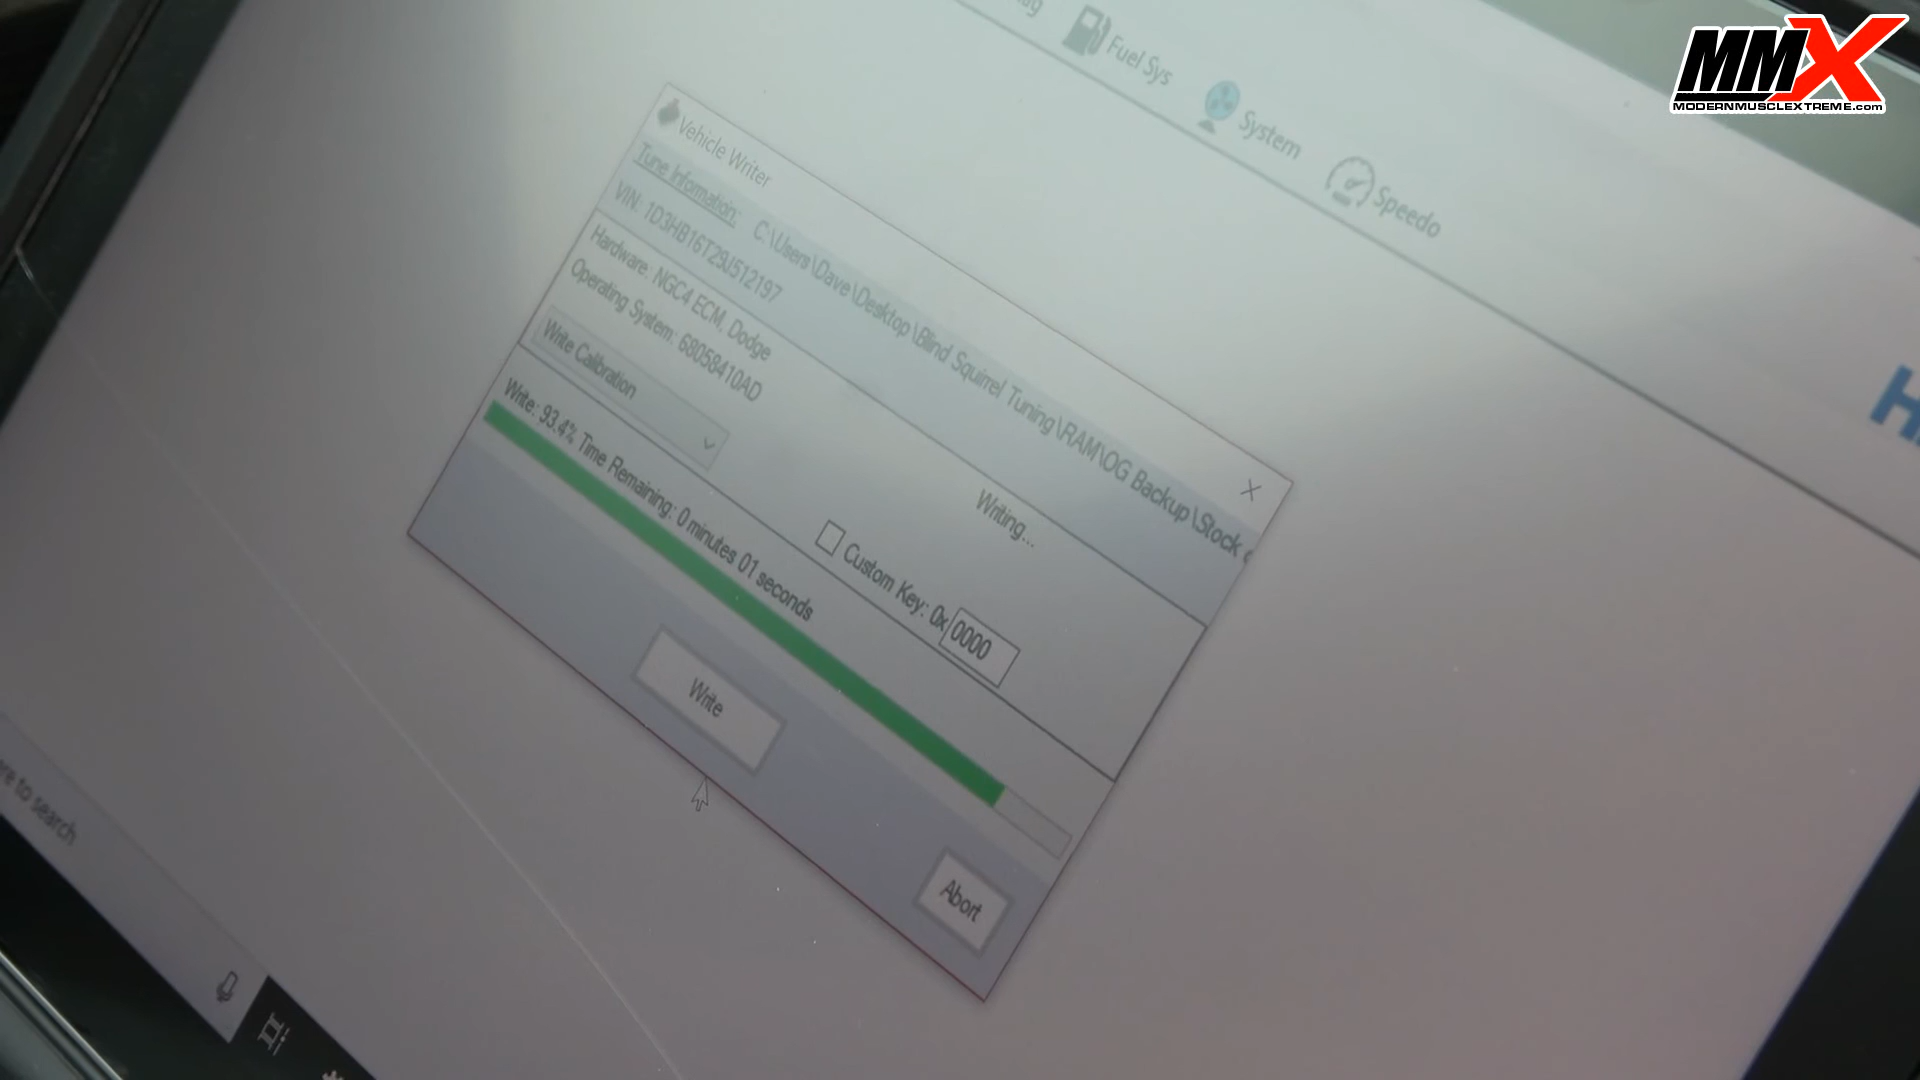 MMX
MODERNMUSCLEXTREME.com
Fuel Sys
System
Speedo
Vehicle Writer
Tune Information: C:\Users\Dave\Desktop\Blind Squirrel Tuning\RAM\OG Backup\Stock
VIN: 1D3HB16T29J512197
Hardware: NGC4 ECM, Dodge
Operating System: 68058410AD
Writing...
Write Calibration
Custom Key: 0x 0000
Write: 93.4% Time Remaining: 0 minutes 01 seconds
Write
Abort
to search